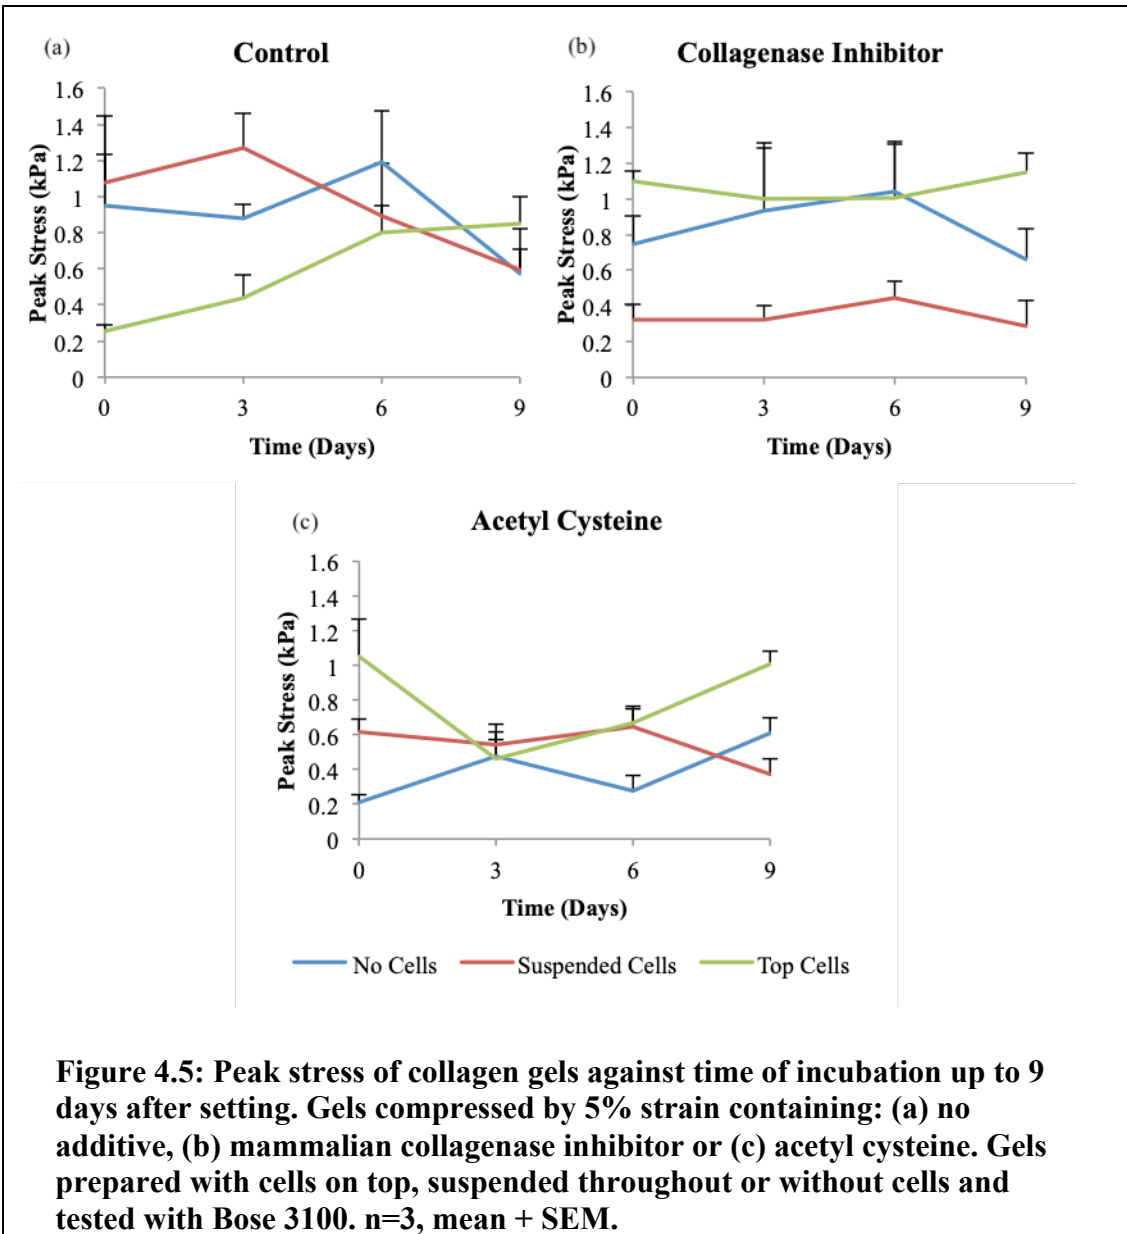 (a)
Control
1.6
1.4
1.2
1
0.8
0.6
0.4
0.2
0
Peak Stress (kPa)
0 3 6 9
Time (Days)
(b)
Collagenase Inhibitor
1.6
1.4
1.2
1
0.8
0.6
0.4
0.2
0
Peak Stress (kPa)
0 3 6 9
Time (Days)
(c)
Acetyl Cysteine
1.6
1.4
1.2
1
0.8
0.6
0.4
0.2
0
Peak Stress (kPa)
0 3 6 9
Time (Days)
No Cells Suspended Cells Top Cells
Figure 4.5: Peak stress of collagen gels against time of incubation up to 9
days after setting. Gels compressed by 5% strain containing: (a) no
additive, (b) mammalian collagenase inhibitor or (c) acetyl cysteine. Gels
prepared with cells on top, suspended throughout or without cells and
tested with Bose 3100. n=3, mean + SEM.